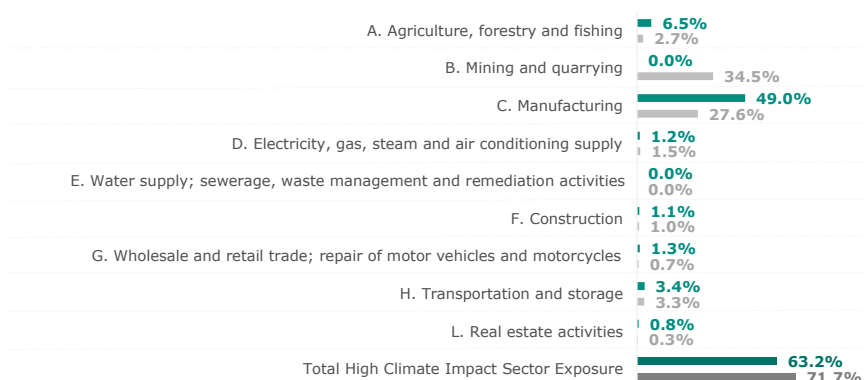 A. Agriculture, forestry and fishing
6.5%
2.7%
B. Mining and quarrying
0.0%
34.5%
C. Manufacturing
49.0%
27.6%
D. Electricity, gas, steam and air conditioning supply
1.2%
1.5%
E. Water supply; sewerage, waste management and remediation activities
0.0%
0.0%
F. Construction
1.1%
1.0%
G. Wholesale and retail trade; repair of motor vehicles and motorcycles
1.3%
0.7%
H. Transportation and storage
3.4%
3.3%
L. Real estate activities
0.8%
0.3%
Total High Climate Impact Sector Exposure
63.2%
71.7%